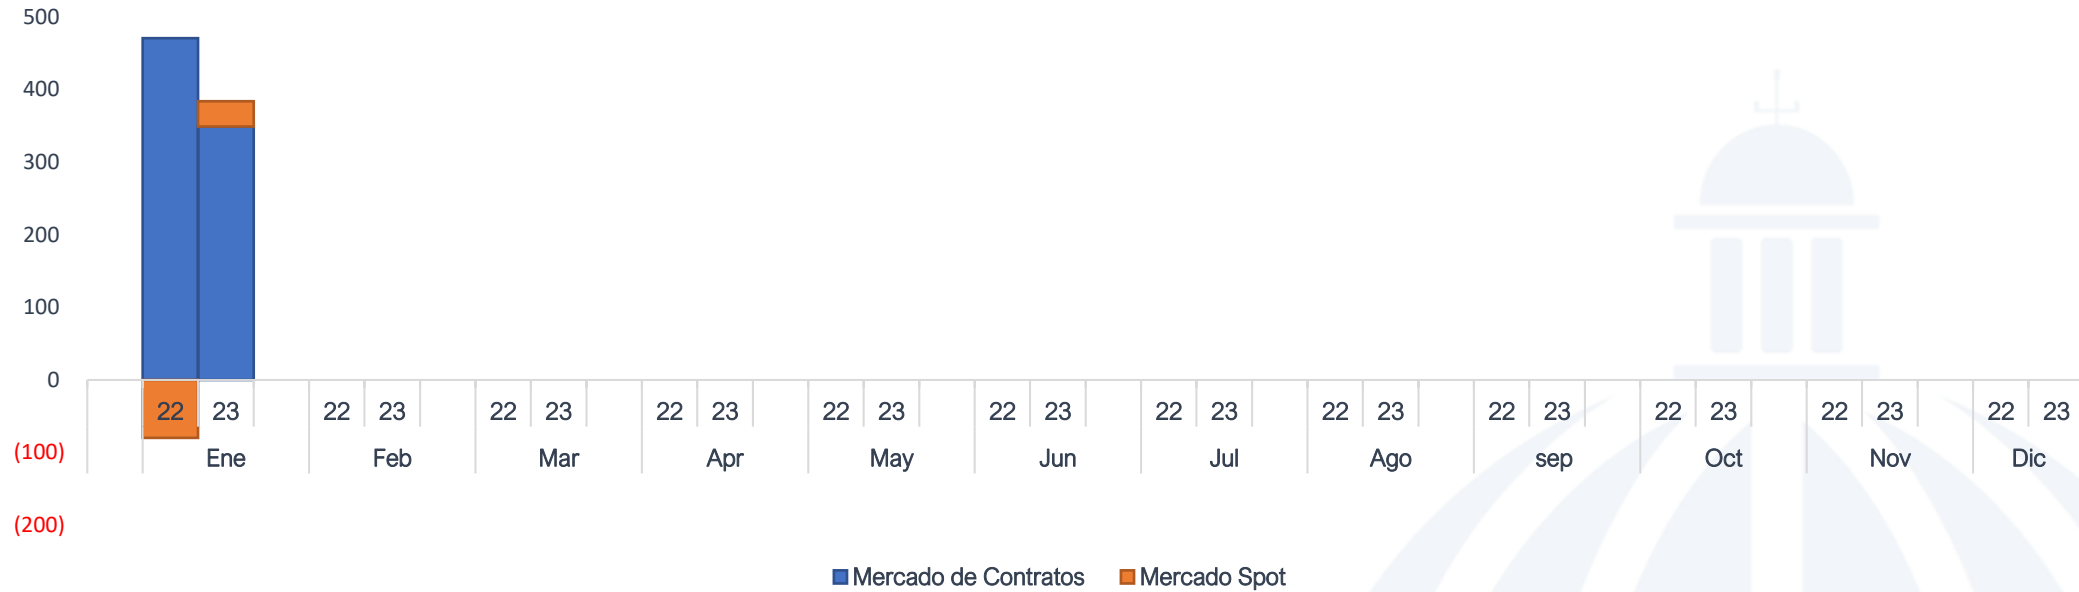 500
400
300
200
100
0
22 23 22 23 22 23 22 23 22 23 22 23 22 23 22 23 22 23 22 23 22 23 22 23
(100)
Ene Feb Mar Apr May Jun Jul Ago sep Oct Nov Dic
(200)
Mercado de Contratos Mercado Spot